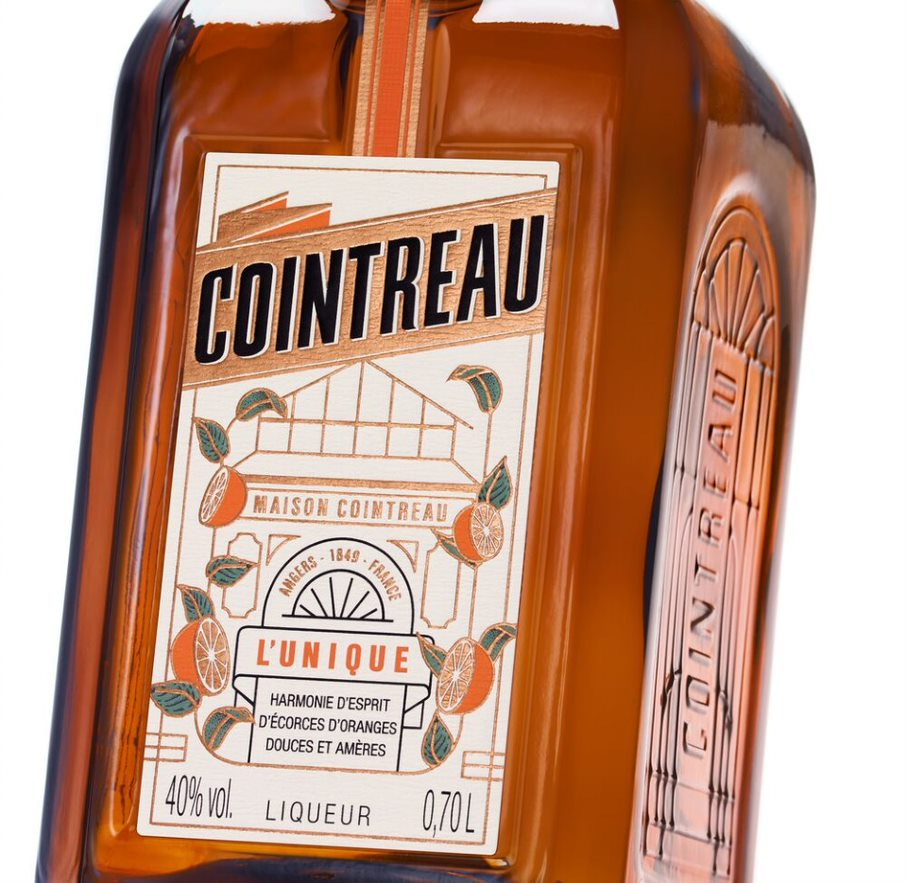 COINTREAU
MAISON COINTREAU
ANGERS - 1849 - FRANCE
L'UNIQUE
HARMONIE D'ESPRIT
D'ÉCORCES D'ORANGES
DOUCES ET AMÈRES
40% vol.
LIQUEUR
0,70 L
COINTREAU